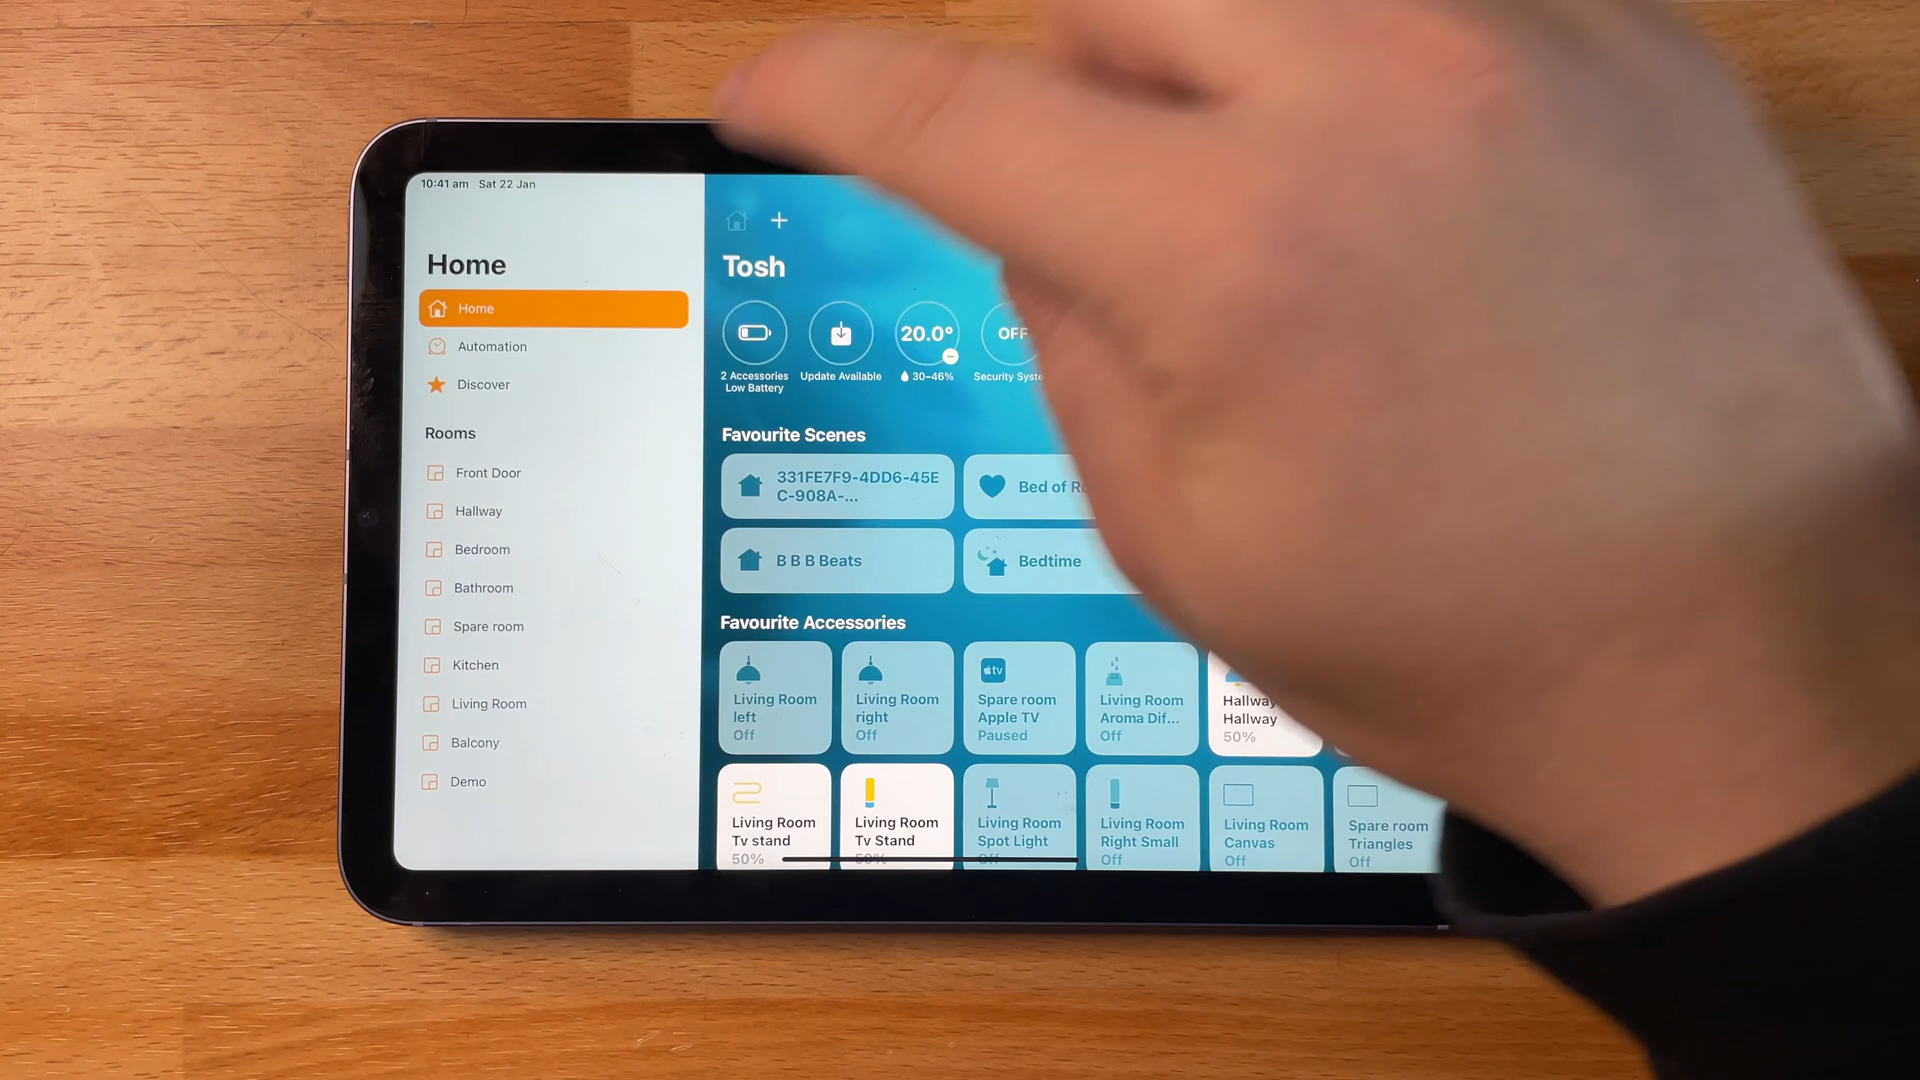 10:41 am Sat 22 Jan
Home
Home
Automation
Discover
Rooms
Front Door
Hallway
Bedroom
Bathroom
Spare room
Kitchen
Living Room
Balcony
Demo
+
Tosh
20.0°
OFF
2 Accessories
Low Battery
Update Available
30–46%
Security Syste
Favourite Scenes
331FE7F9-4DD6-45E
C-908A-...
Bed of Ro
B B B Beats
Bedtime
Favourite Accessories
Living Room
left
Off
Living Room
right
Off
tv
Spare room
Apple TV
Paused
Living Room
Aroma Dif...
Off
Hallway
Hallway
50%
Living Room
Tv stand
50%
Living Room
Tv Stand
50%
Living Room
Spot Light
Off
Living Room
Right Small
Off
Living Room
Canvas
Off
Spare room
Triangles
Off